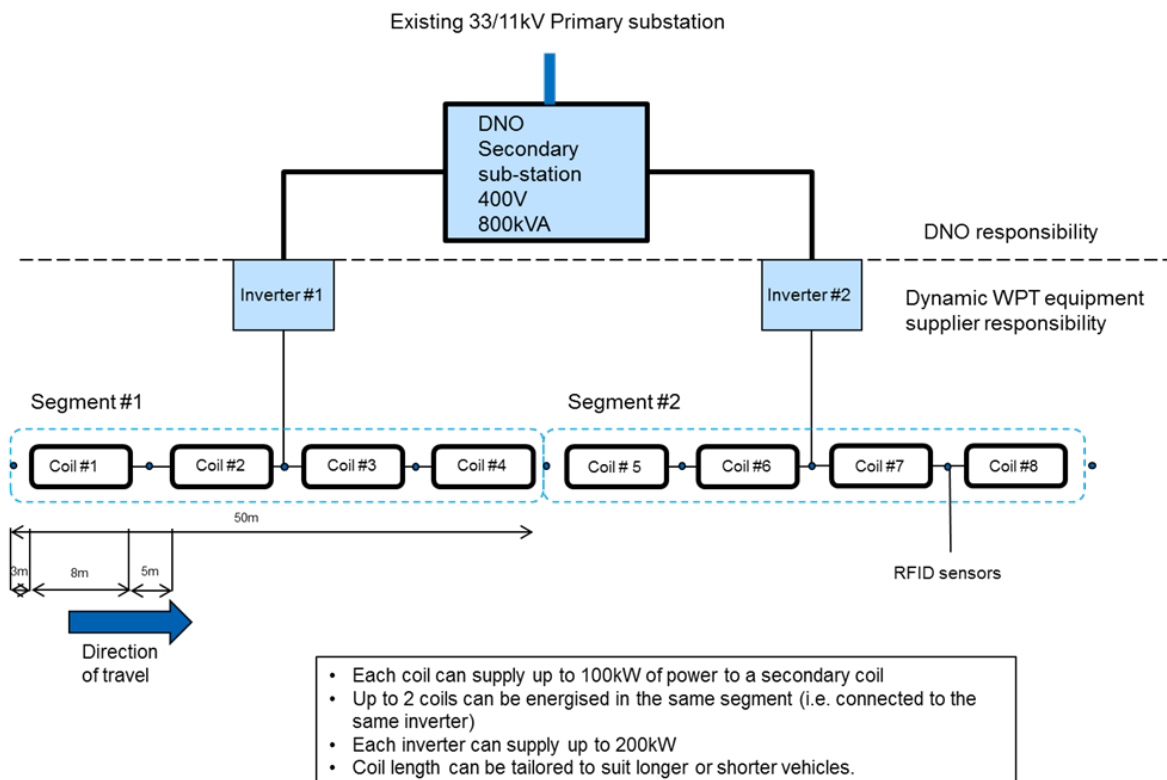 Existing 33/11kV Primary substation
DNO
Secondary
sub-station
400V
800kVA
DNO responsibility
Inverter #1
Inverter #2
Dynamic WPT equipment
supplier responsibility
Segment #1
Segment #2
Coil #1
Coil #2
Coil #3
Coil #4
Coil # 5
Coil #6
Coil #7
Coil #8
50m
3m
8m
5m
RFID sensors
Direction
of travel
• Each coil can supply up to 100kW of power to a secondary coil
• Up to 2 coils can be energised in the same segment (i.e. connected to the
same inverter)
• Each inverter can supply up to 200kW
• Coil length can be tailored to suit longer or shorter vehicles.